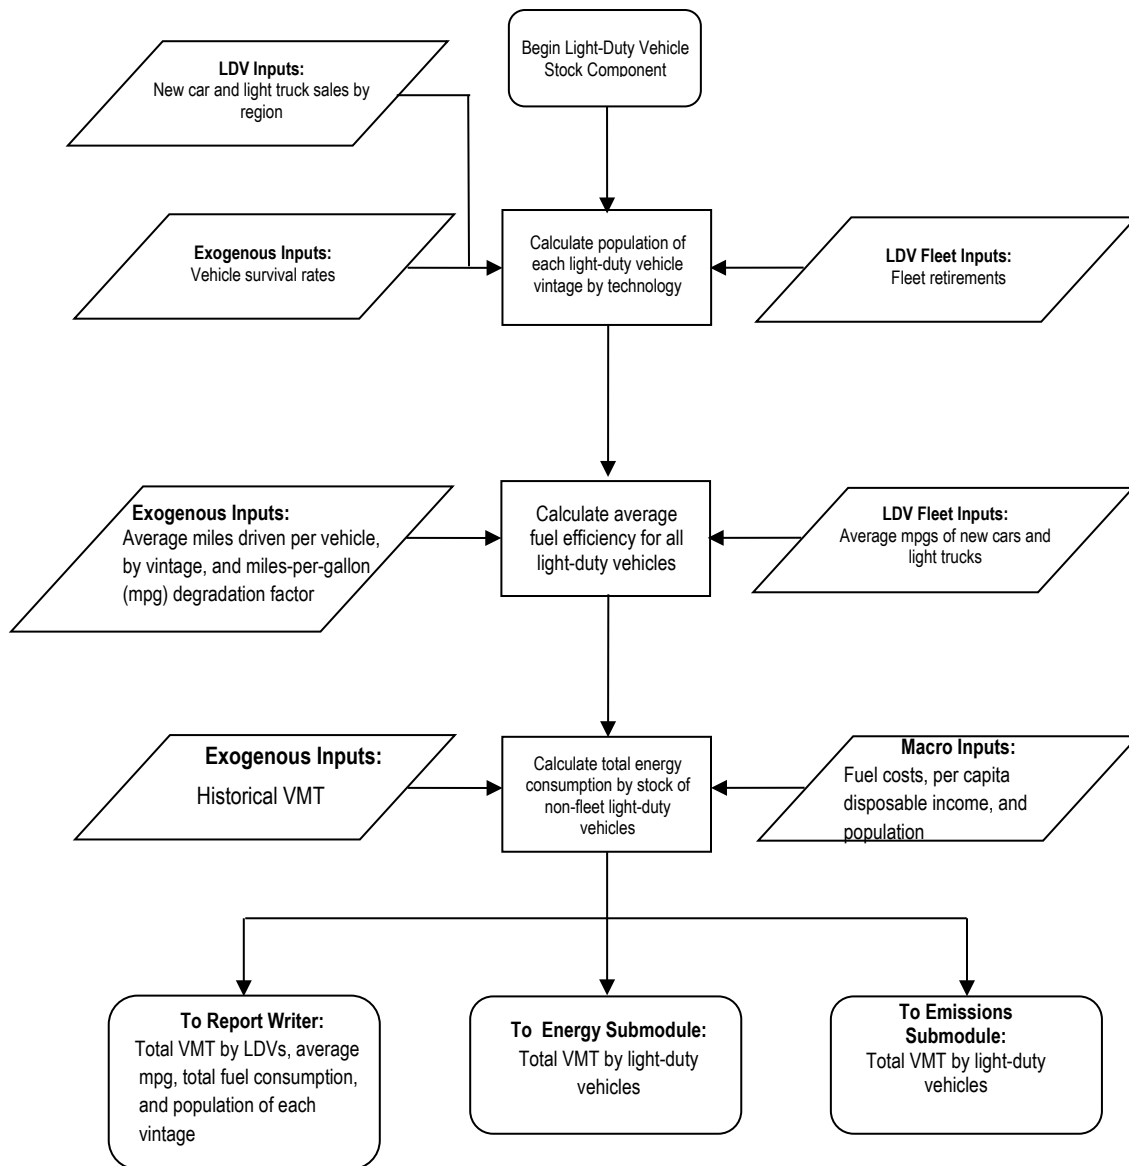 Begin Light-Duty Vehicle
Stock Component
LDV Inputs:
New car and light truck sales by
region
Exogenous Inputs:
Vehicle survival rates
Calculate population of
each light-duty vehicle
vintage by technology
LDV Fleet Inputs:
Fleet retirements
Exogenous Inputs:
Average miles driven per vehicle,
by vintage, and miles-per-gallon
(mpg) degradation factor
Calculate average
fuel efficiency for all
light-duty vehicles
LDV Fleet Inputs:
Average mpgs of new cars and
light trucks
Exogenous Inputs:
Historical VMT
Calculate total energy
consumption by stock of
non-fleet light-duty
vehicles
Macro Inputs:
Fuel costs, per capita
disposable income, and
population
To Report Writer:
Total VMT by LDVs, average
mpg, total fuel consumption,
and population of each
vintage
To Energy Submodule:
Total VMT by light-duty
vehicles
To Emissions
Submodule:
Total VMT by light-duty
vehicles